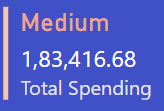 Medium
1,83,416.68
Total Spending